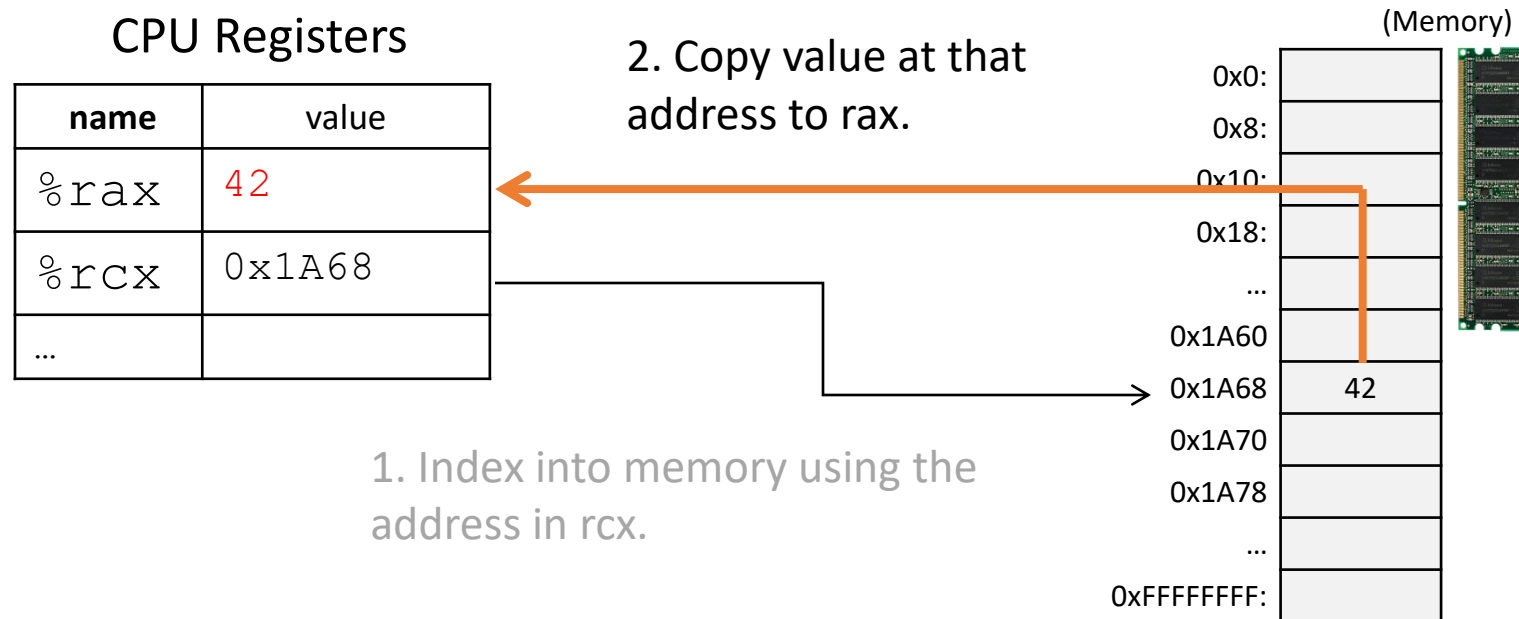 CPU Registers
name value
%rax 42
%rcx 0x1A68
…
2. Copy value at that
address to rax.
1. Index into memory using the
address in rcx.
(Memory)
0x0:
0x8:
0x10:
0x18:
…
0x1A60
0x1A68 42
0x1A70
0x1A78
…
0xFFFFFFFF: